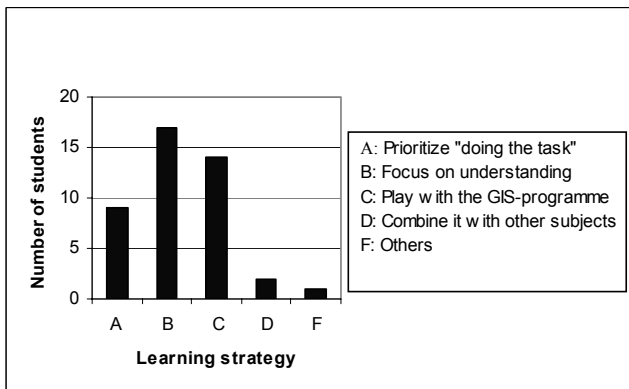 20
15
10
5
0
Number of students
A B C D F
Learning strategy
A: Prioritize "doing the task"
B: Focus on understanding
C: Play with the GIS-programme
D: Combine it with other subjects
F: Others